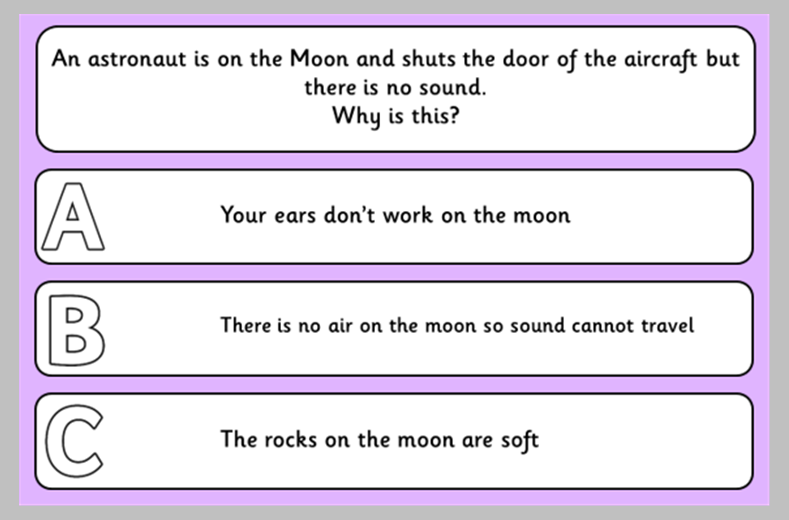 An astronaut is on the Moon and shuts the door of the aircraft but
there is no sound.
Why is this?
A
Your ears don't work on the moon
B
There is no air on the moon so sound cannot travel
C
The rocks on the moon are soft